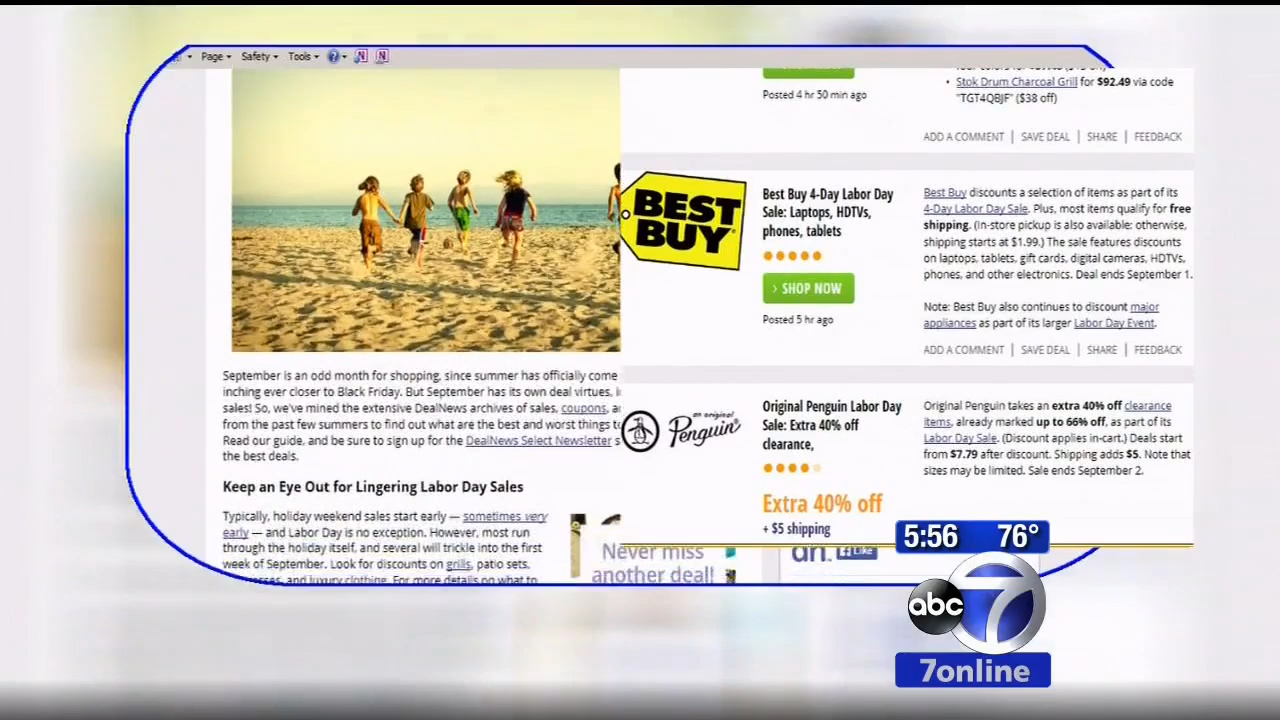 Page Safety Tools
Stok Drum Charcoal Grill for $92.49 via code
"TGT4QBJF" ($38 off)
Posted 4 hr 50 min ago
ADD A COMMENT | SAVE DEAL | SHARE | FEEDBACK
BEST
BUY
Best Buy 4-Day Labor Day
Sale: Laptops, HDTVs,
phones, tablets
> SHOP NOW
Posted 5 hr ago
Best Buy discounts a selection of items as part of its
4-Day Labor Day Sale. Plus, most items qualify for free
shipping. (In-store pickup is also available; otherwise,
shipping starts at $1.99.) The sale features discounts
on laptops, tablets, gift cards, digital cameras, HDTVs,
phones, and other electronics. Deal ends September 1.
Note: Best Buy also continues to discount major
appliances as part of its larger Labor Day Event.
ADD A COMMENT | SAVE DEAL | SHARE | FEEDBACK
September is an odd month for shopping, since summer has officially come
inching ever closer to Black Friday. But September has its own deal virtues,
sales! So, we've mined the extensive DealNews archives of sales, coupons,
from the past few summers to find out what are the best and worst things
Read our guide, and be sure to sign up for the DealNews Select Newsletter
the best deals.
Keep an Eye Out for Lingering Labor Day Sales
Typically, holiday weekend sales start early — sometimes very
early — and Labor Day is no exception. However, most run
through the holiday itself, and several will trickle into the first
week of September. Look for discounts on grills, patio sets,
and luxury clothing. For more details on what to
Never miss
another deal!
an original
Penguin
Original Penguin Labor Day
Sale: Extra 40% off
clearance,
Extra 40% off
+ $5 shipping
Original Penguin takes an extra 40% off clearance
items, already marked up to 66% off, as part of its
Labor Day Sale. (Discount applies in-cart.) Deals start
from $7.79 after discount. Shipping adds $5. Note that
sizes may be limited. Sale ends September 2.
Like
5:56 76°
abc 7
7online